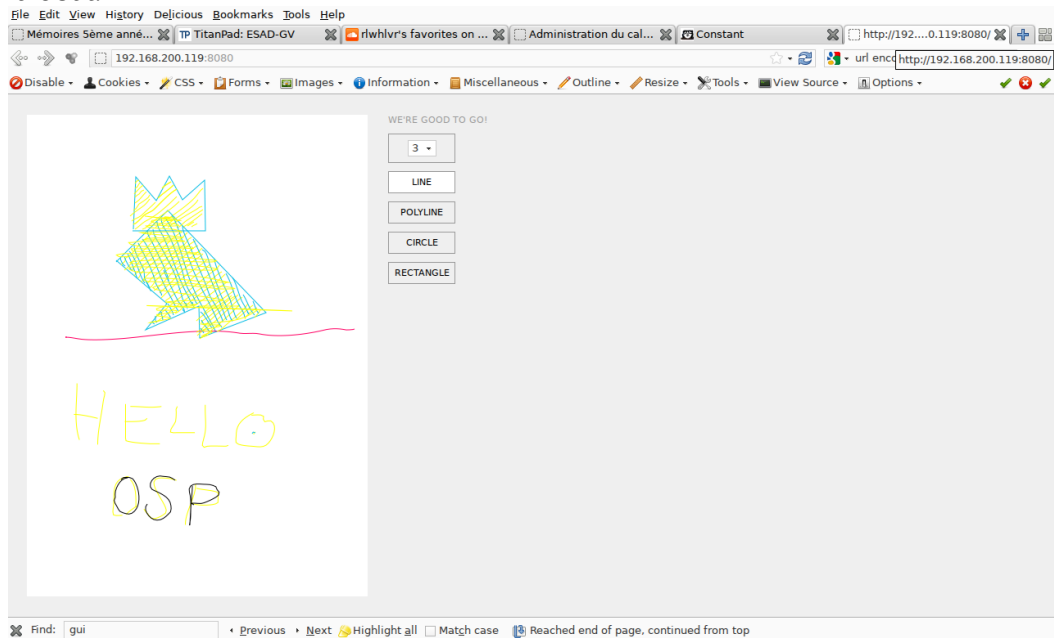 File Edit View History Delicious Bookmarks Tools Help
Mémoires 5ème anné... TP TitanPad: ESAD-GV rlwhlvr's favorites on ... Administration du cal... Constant http://192....0.119:8080/
192.168.200.119:8080 url enco http://192.168.200.119:8080/
Disable Cookies CSS Forms Images Information Miscellaneous Outline Resize Tools View Source Options
WE'RE GOOD TO GO!
3
LINE
POLYLINE
CIRCLE
RECTANGLE
HELLO
OSP
Find: gui Previous Next Highlight all Match case Reached end of page, continued from top